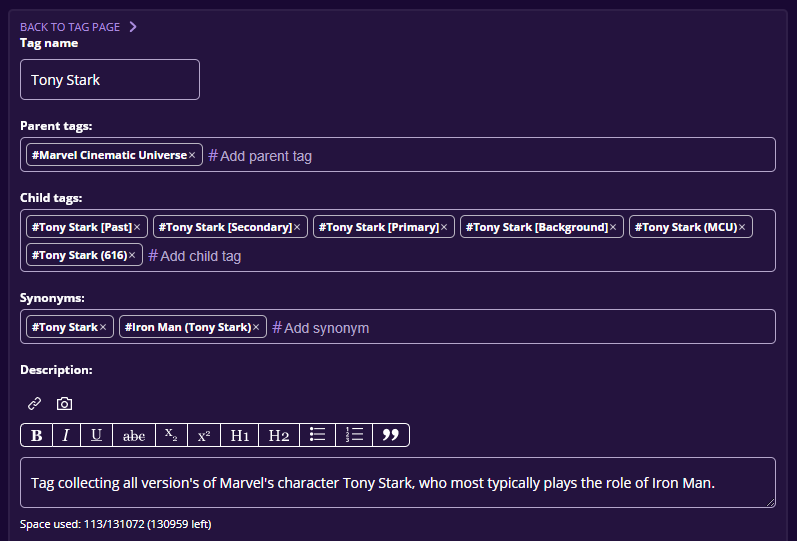 BACK TO TAG PAGE
Tag name
Tony Stark
Parent tags:
#Marvel Cinematic Universe× #Add parent tag
Child tags:
#Tony Stark [Past]× #Tony Stark [Secondary]× #Tony Stark [Primary]× #Tony Stark [Background]× #Tony Stark (MCU)×
#Tony Stark (616)× #Add child tag
Synonyms:
#Tony Stark× #Iron Man (Tony Stark)× #Add synonym
Description:
B I U abc X₂ x² H1 H2
Tag collecting all version's of Marvel's character Tony Stark, who most typically plays the role of Iron Man.
Space used: 113/131072 (130959 left)